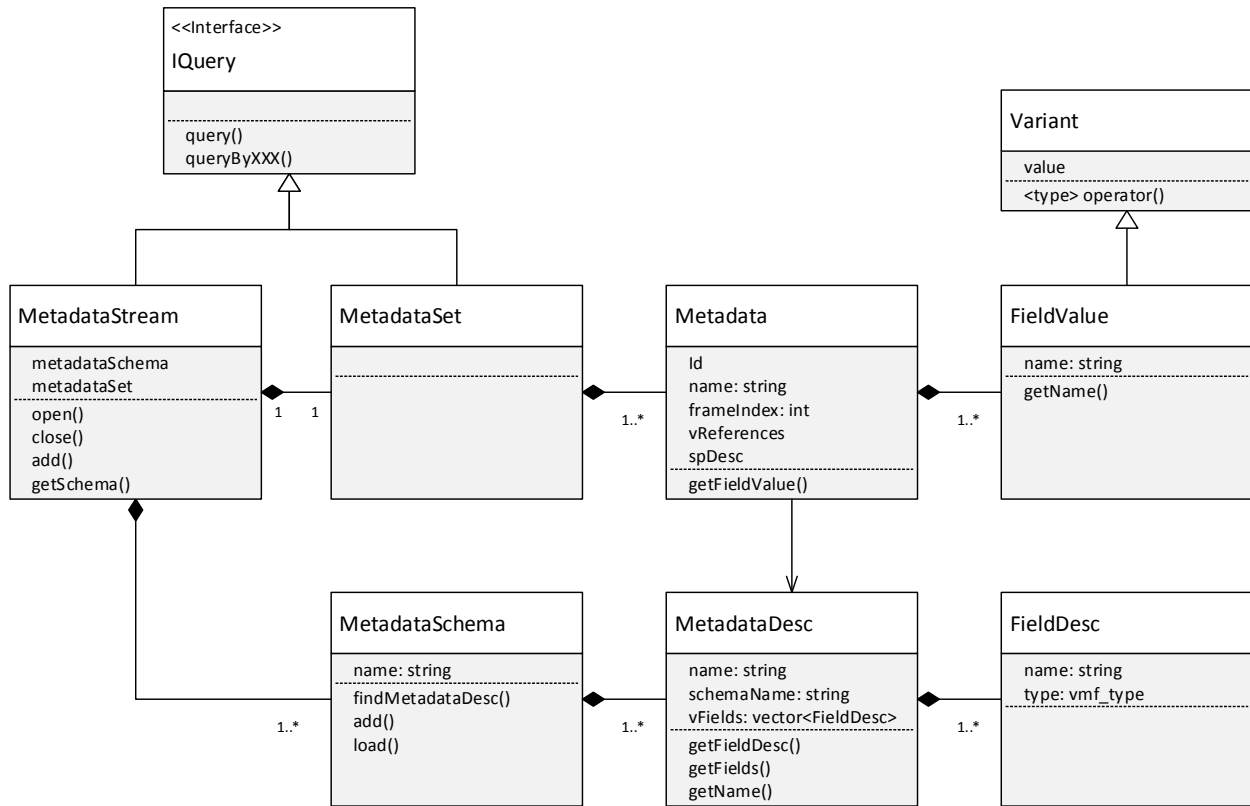 <<Interface>>
IQuery
query()
queryByXXX()
Variant
value
<type> operator()
MetadataStream
metadataSchema
metadataSet
open()
close()
add()
getSchema()
1
1
MetadataSet
1..*
Metadata
Id
name: string
frameIndex: int
vReferences
spDesc
getFieldValue()
1..*
FieldValue
name: string
getName()
1..*
MetadataSchema
name: string
findMetadataDesc()
add()
load()
1..*
MetadataDesc
name: string
schemaName: string
vFields: vector<FieldDesc>
getFieldDesc()
getFields()
getName()
1..*
FieldDesc
name: string
type: vmf_type